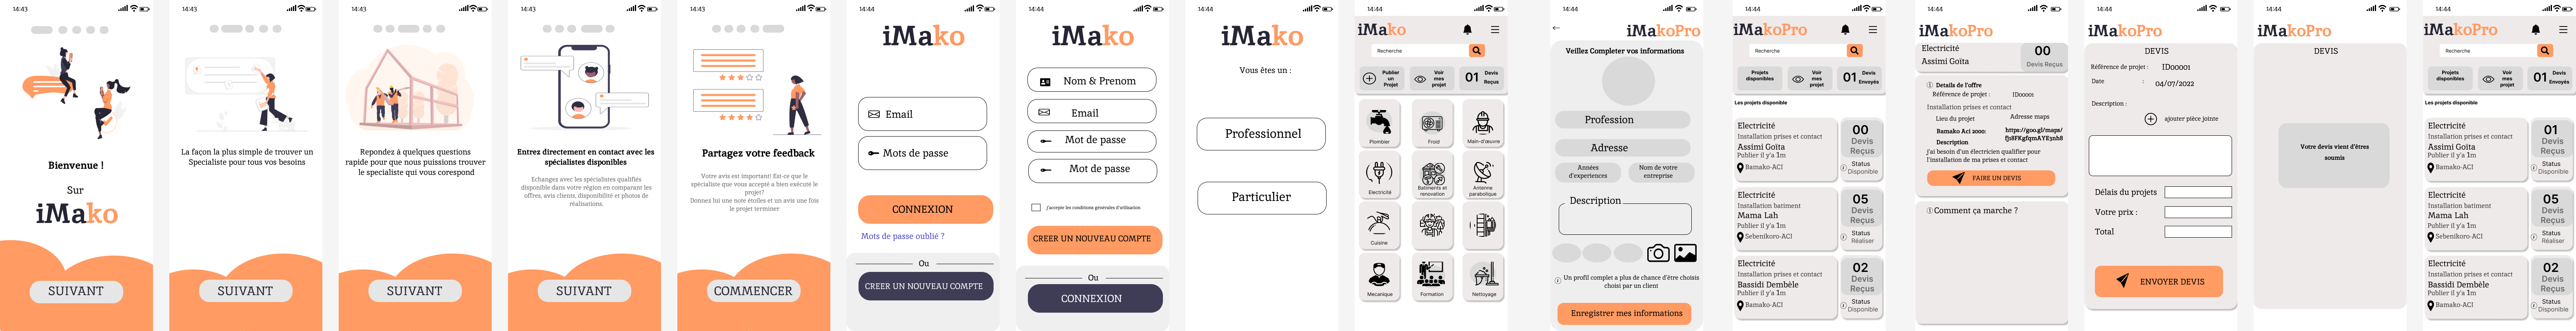 14:43
Bienvenue !
Sur
iMako
SUIVANT
14:43
La façon la plus simple de trouver un
Specialiste pour tous vos besoins
SUIVANT
14:43
Repondez à quelques questions
rapide pour que nous puissions trouver
le specialiste qui vous corespond
SUIVANT
14:43
Entrez directement en contact avec les
spécialistes disponibles
Echangez avec les spécialistes qualifiés
disponible dans votre région en comparant les
offres, avis clients, disponibilité et photos de
réalisations.
SUIVANT
14:43
Partagez votre feedback
Votre avis est important! Est-ce que le
spécialiste que vous accepté a bien exécuté le
projet?
Donnez lui une note étoiles et un avis une fois
le projet terminer
COMMENCER
14:44
iMako
Email
Mots de passe
CONNEXION
Mots de passe oublié ?
Ou
CREER UN NOUVEAU COMPTE
14:44
iMako
Nom & Prenom
Email
Mot de passe
Mot de passe
j'accepte les conditions générales d'utilisation
CREER UN NOUVEAU COMPTE
Ou
CONNEXION
14:44
iMako
Vous êtes un :
Professionnel
Particulier
14:44
iMako
Recherche
Publier un Projet
Voir mes projet
01 Devis Reçus
Plombier
Froid
Main-d'œuvre
Electricité
Batiments et renovation
Antenne parabolique
Cuisine
Mecanique
Formation
Nettoyage
14:44
iMakoPro
Veillez Completer vos informations
Profession
Adresse
Années d'experiences
Nom de votre entreprise
Description
Un profil complet a plus de chance d'être choisis
choisi par un client
Enregistrer mes informations
14:44
iMakoPro
Recherche
Projets disponibles
Voir mes projet
01 Devis Envoyés
Les projets disponible
Electricité
Installation prises et contact
Assimi Goïta
Publier il y'a 1m
Bamako-ACI
00 Devis Reçus
Status
Disponible
Electricité
Installation batiment
Mama Lah
Publier il y'a 1m
Sebenikoro-ACI
05 Devis Reçus
Status
Réaliser
Electricité
Installation prises et contact
Bassidi Dembèle
Publier il y'a 1m
Bamako-ACI
02 Devis Reçus
Status
Disponible
14:44
iMakoPro
Electricité
Assimi Goïta
00
Devis Reçus
Details de l'offre
Référence de projet : ID00001
Installation prises et contact
Lieu du projet
Adresse maps
Bamako Aci 2000:
Description
j'ai besoin d'un électricien qualifier pour
l'installation de ma prises et contact
FAIRE UN DEVIS
Comment ça marche ?
14:44
iMakoPro
DEVIS
Référence de projet : ID00001
Date : 04/07/2022
Description :
ajouter pièce joint
Délais du projets
Votre prix :
Total
ENVOYER DEVIS
14:44
iMakoPro
DEVIS
Votre devis vient d'êtres
soumis
14:44
iMakoPro
Recherche
Projets disponibles
Voir mes projet
01 Devis Envoyés
Les projets disponible
Electricité
Installation prises et contact
Assimi Goïta
Publier il y'a 1m
Bamako-ACI
01 Devis Reçus
Status
Disponible
Electricité
Installation batiment
Mama Lah
Publier il y'a 1m
Sebenikoro-ACI
05 Devis Reçus
Status
Réaliser
Electricité
Installation prises et contact
Bassidi Dembèle
Publier il y'a 1m
Bamako-ACI
02 Devis Reçus
Status
Disponible